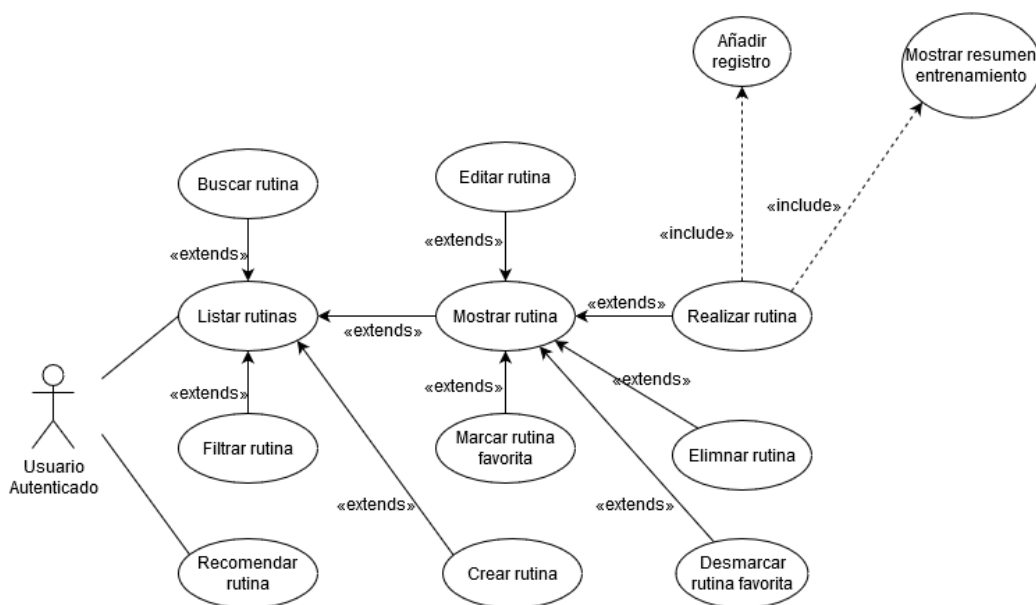 Añadir
registro
Mostrar resumen
entrenamiento
Buscar rutina
Editar rutina
«include»
«include»
«extends»
«extends»
Listar rutinas
«extends»
Mostrar rutina
«extends»
Realizar rutina
«extends»
«extends»
«extends»
Filtrar rutina
Marcar rutina
favorita
Elimnar rutina
Usuario
Autenticado
«extends»
«extends»
Recomendar
rutina
Crear rutina
Desmarcar
rutina favorita